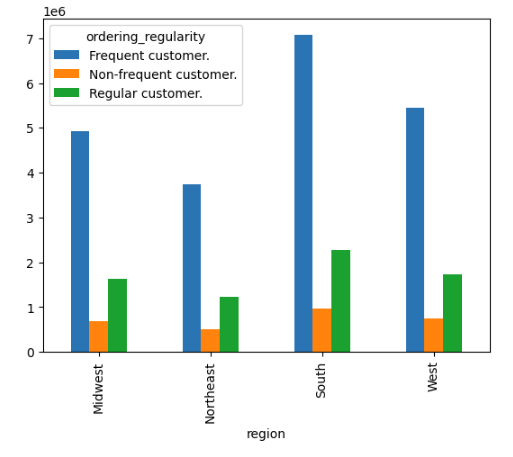 1e6
ordering_regularity
Frequent customer.
Non-frequent customer.
Regular customer.
7
6
5
4
3
2
1
0
Midwest
Northeast
South
West
region